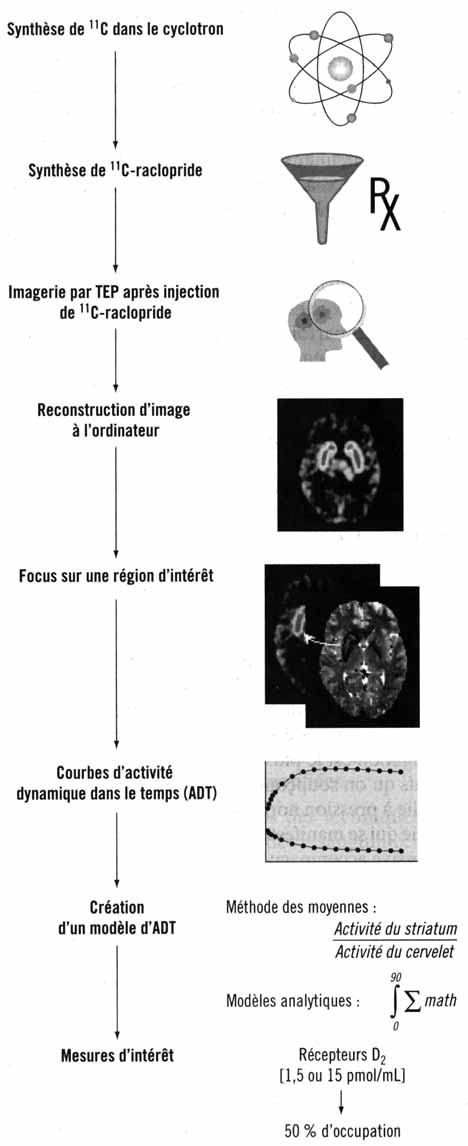 Synthèse de ¹¹C dans le cyclotron
Synthèse de ¹¹C-raclopride
RX
Imagerie par TEP après injection
de ¹¹C-raclopride
Reconstruction d'image
à l'ordinateur
Focus sur une région d'intérêt
Courbes d'activité
dynamique dans le temps (ADT)
Création
d'un modèle d'ADT
Méthode des moyennes :
Activité du striatum
Activité du cervelet
Modèles analytiques :
90
∫ ∑ math
0
Mesures d'intérêt
Récepteurs D₂
[1,5 ou 15 pmol/mL]
50 % d'occupation